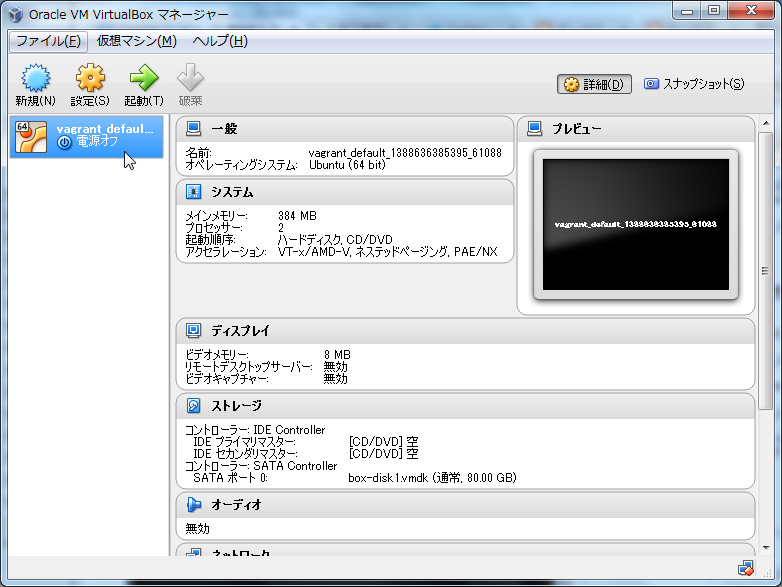 Oracle VM VirtualBox マネージャー
ファイル(F) 仮想マシン(M) ヘルプ(H)
新規(N) 設定(S) 起動(T) 破棄
詳細(D) スナップショット(S)
64
vagrant_defaul...
電源オフ
一般
名前: vagrant_default_1388636385395_61088
オペレーティングシステム: Ubuntu (64 bit)
システム
メインメモリー: 384 MB
プロセッサー: 2
起動順序: ハードディスク, CD/DVD
アクセラレーション: VT-x/AMD-V, ネステッドページング, PAE/NX
プレビュー
vagrant_default_1388636385395_61088
ディスプレイ
ビデオメモリー: 8 MB
リモートデスクトップサーバー: 無効
ビデオキャプチャー: 無効
ストレージ
コントローラー: IDE Controller
IDE プライマリマスター: [CD/DVD] 空
IDE セカンダリマスター: [CD/DVD] 空
コントローラー: SATA Controller
SATA ポート 0: box-disk1.vmdk (通常, 80.00 GB)
オーディオ
無効
ネットワーク